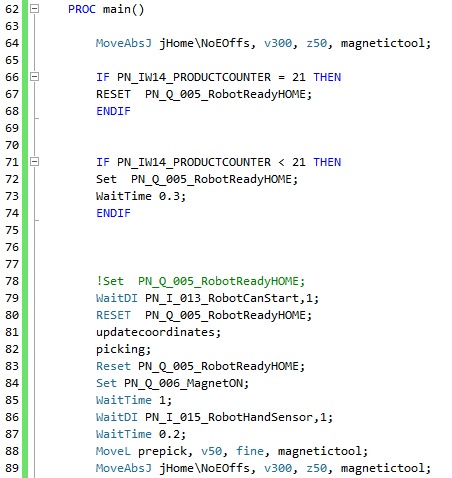 62 PROC main()
63
64 MoveAbsJ jHome\NoEOffs, v300, z50, magnetictool;
65
66 IF PN_IW14_PRODUCTCOUNTER = 21 THEN
67 RESET  PN_Q_005_RobotReadyHOME;
68 ENDIF
69
70
71 IF PN_IW14_PRODUCTCOUNTER < 21 THEN
72 Set  PN_Q_005_RobotReadyHOME;
73 WaitTime 0.3;
74 ENDIF
75
76
77
78 !Set  PN_Q_005_RobotReadyHOME;
79 WaitDI PN_I_013_RobotCanStart,1;
80 RESET  PN_Q_005_RobotReadyHOME;
81 updatecoordinates;
82 picking;
83 Reset PN_Q_005_RobotReadyHOME;
84 Set PN_Q_006_MagnetON;
85 WaitTime 1;
86 WaitDI PN_I_015_RobotHandSensor,1;
87 WaitTime 0.2;
88 MoveL prepick, v50, fine, magnetictool;
89 MoveAbsJ jHome\NoEOffs, v300, z50, magnetictool;